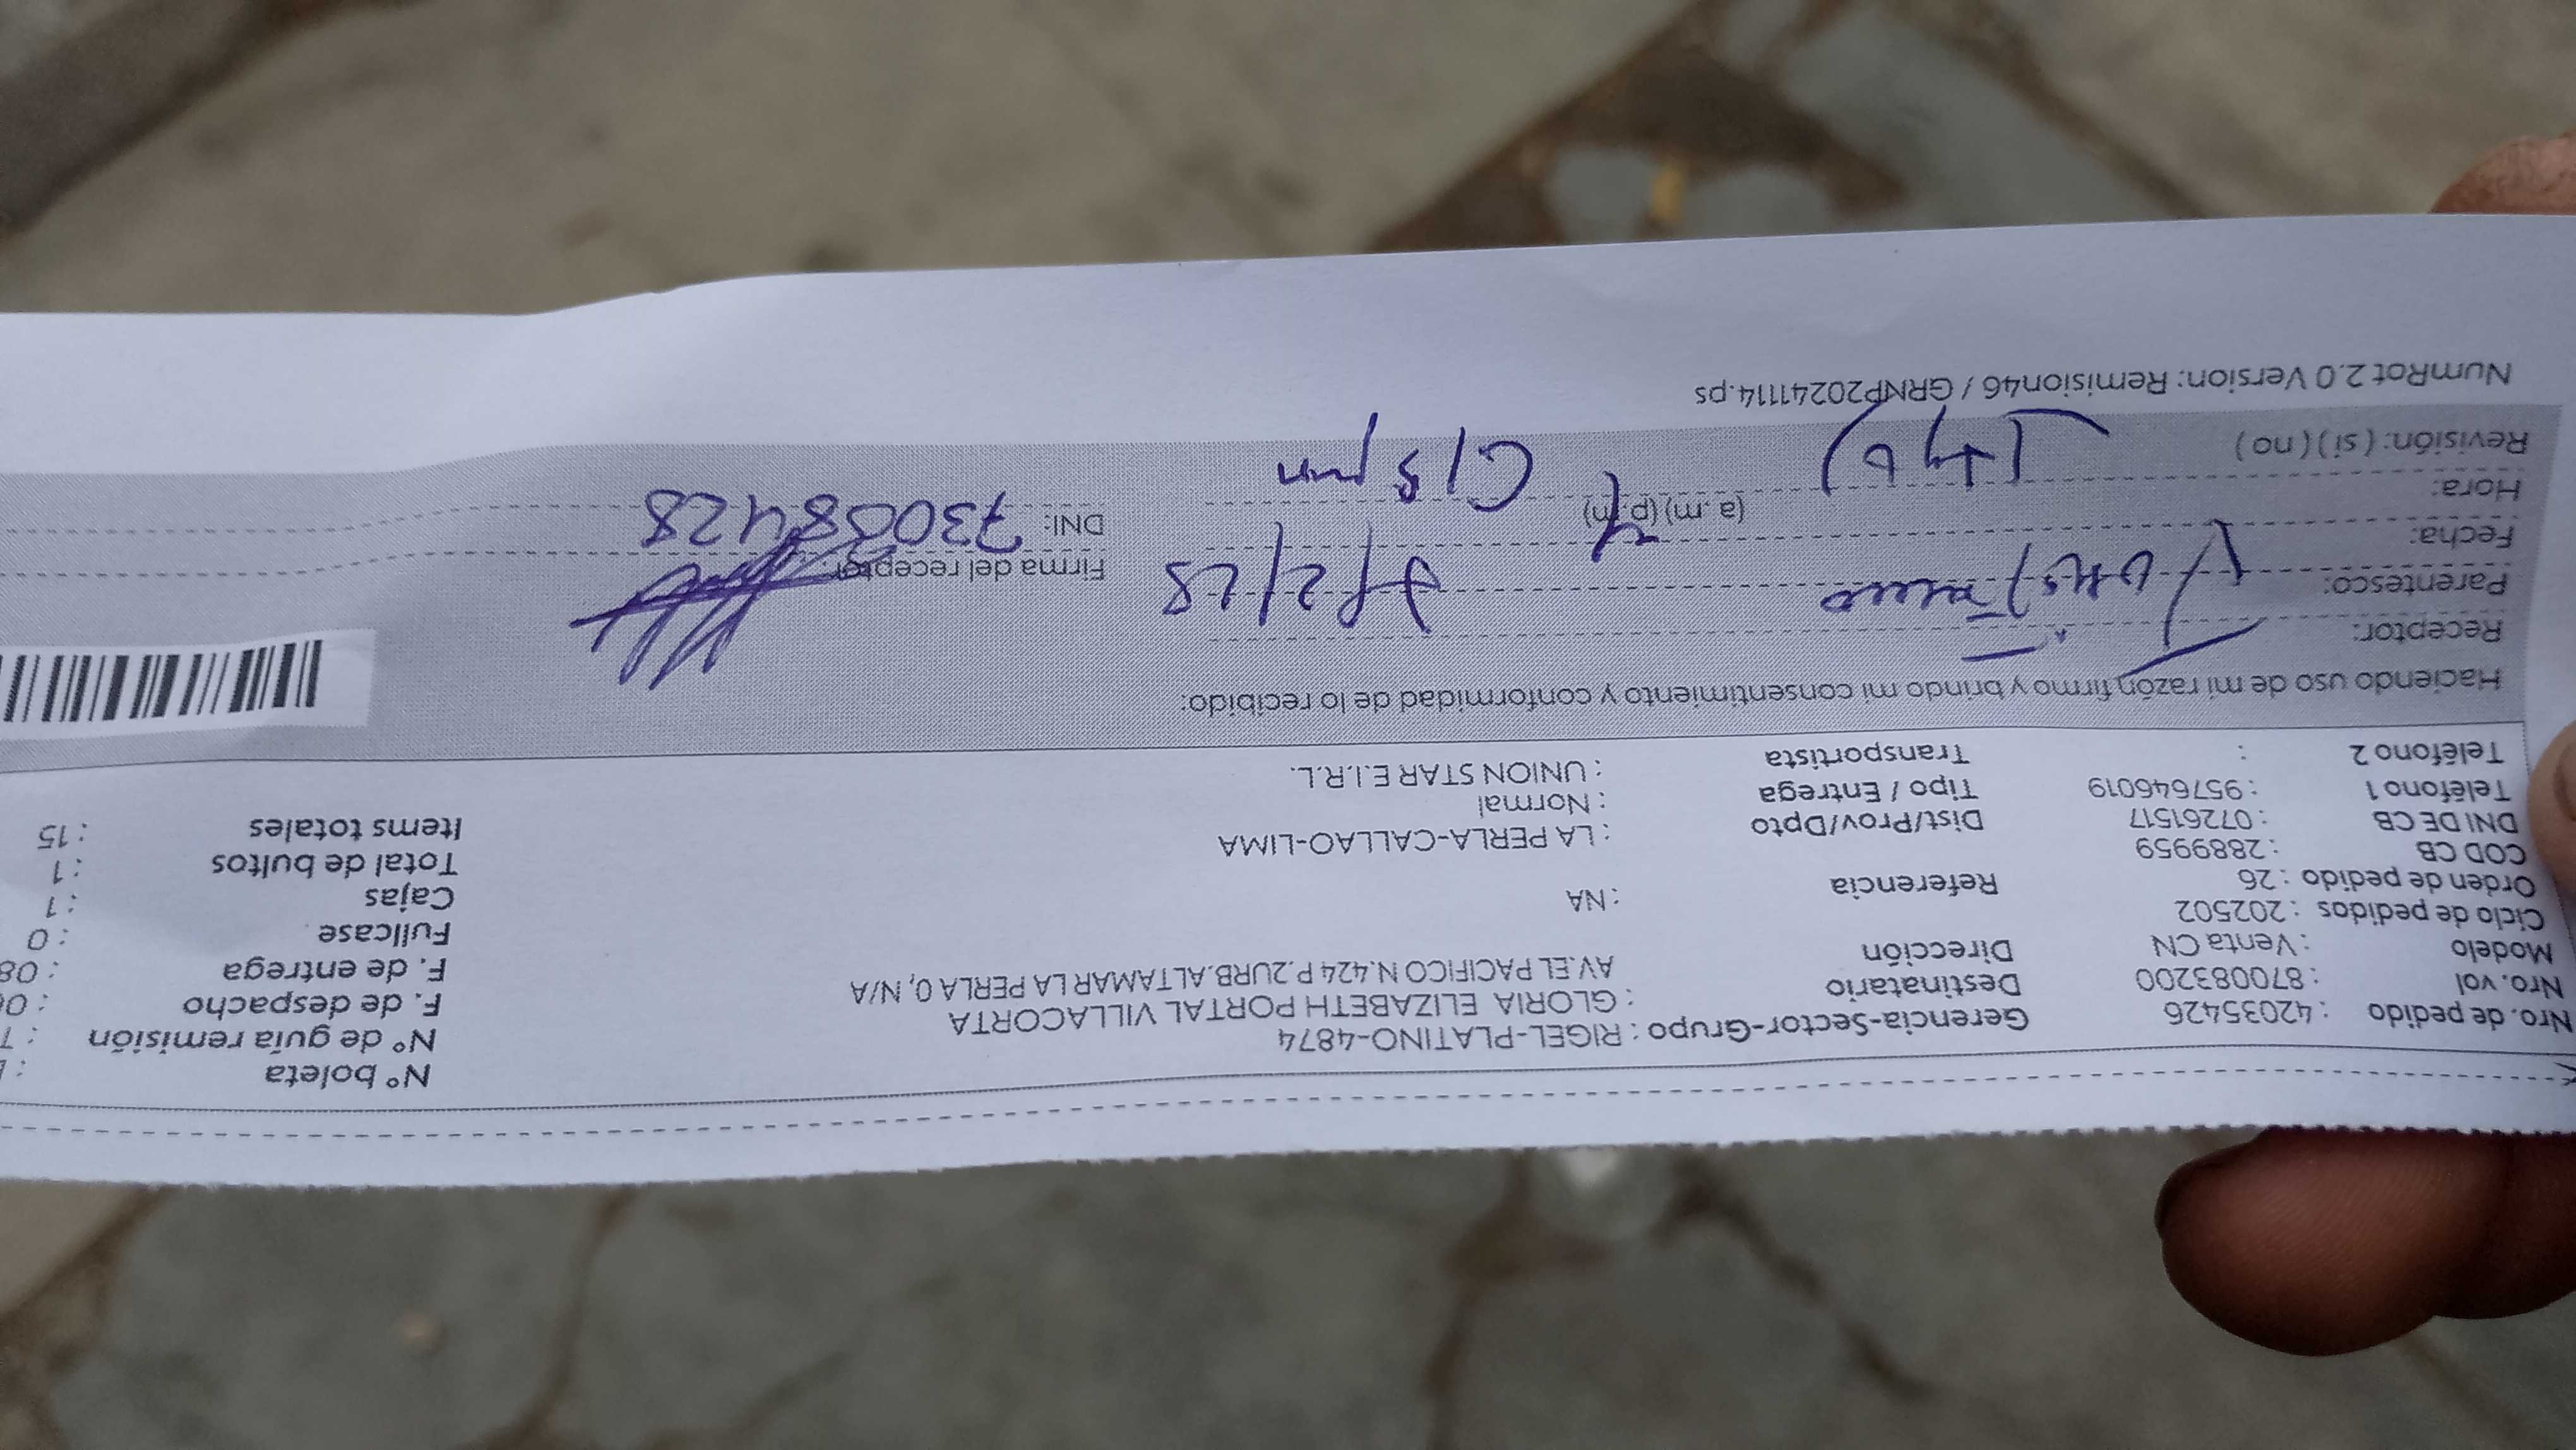 Nº boleta :
Nro. de pedido : 42035426 Gerencia-Sector-Grupo : RIGEL-PLATINO-4874 Nº de guía remisión :
Nro. vol : 870083200 Destinatario : GLORIA ELIZABETH PORTAL VILLACORTA F. de despacho :
Modelo : Venta CN Dirección AV.EL PACIFICO N.424 P.2URB.ALTAMAR LA PERLA 0, N/A F. de entrega : 08
Ciclo de pedidos : 202502 Fullcase : 0
Orden de pedido : 26 Referencia : NA Cajas : 1
COD CB : 2889959 Total de bultos : 1
DNI DE CB : 07261517 Dist/Prov/Dpto : LA PERLA-CALLAO-LIMA Items totales : 15
Teléfono 1 : 957646019 Tipo / Entrega : Normal
Teléfono 2 : Transportista : UNION STAR E.I.R.L.
Haciendo uso de mi razón firmo y brindo mi consentimiento y conformidad de lo recibido:
Receptor:
Parentesco: Firma del receptor:
Fecha:
Hora: (a.m) (p.m) DNI:
Revisión: (si) (no)
NumRot 2.0 Version: Remision46 / GRNP20241114.ps